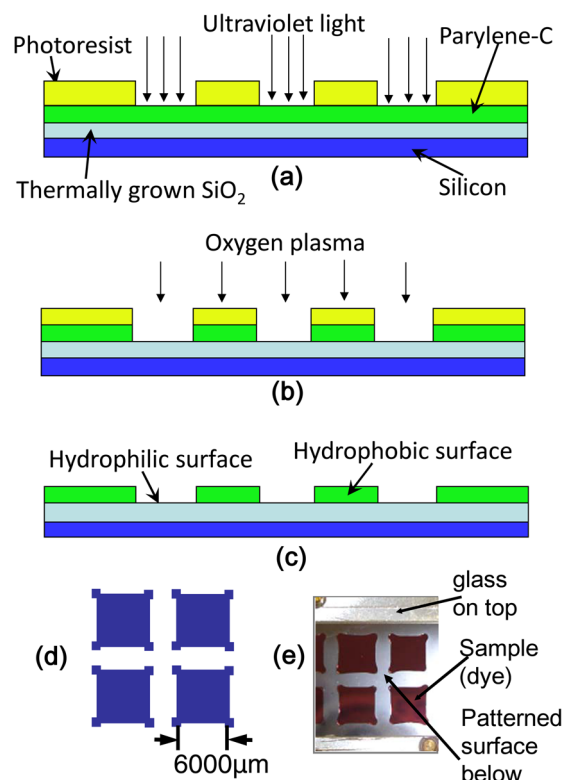 Ultraviolet light
Photoresist
Parylene-C
Thermally grown SiO₂
Silicon
(a)
Oxygen plasma
(b)
Hydrophilic surface
Hydrophobic surface
(c)
(d)
6000μm
(e)
glass
on top
Sample
(dye)
Patterned
surface
below